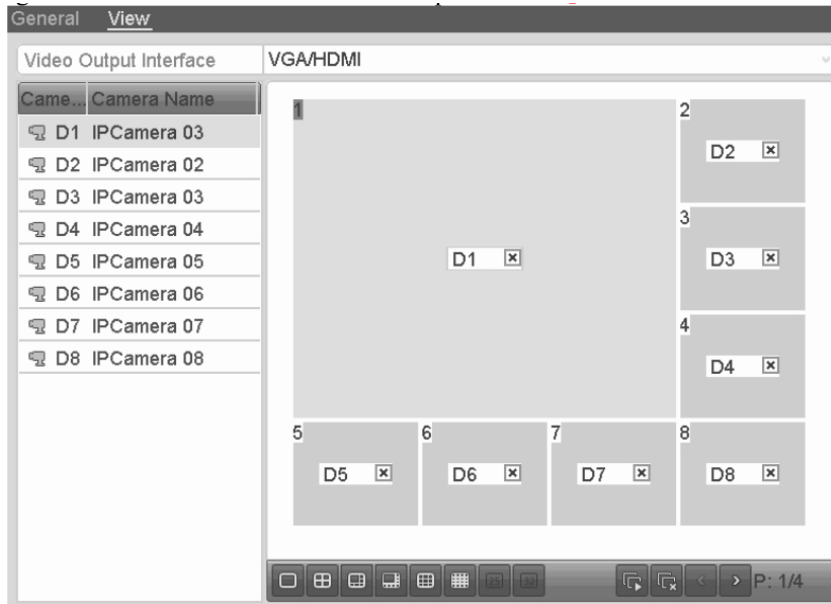 General View
Video Output Interface VGA/HDMI
Came... Camera Name
D1 IPCamera 03
D2 IPCamera 02
D3 IPCamera 03
D4 IPCamera 04
D5 IPCamera 05
D6 IPCamera 06
D7 IPCamera 07
D8 IPCamera 08
1
D1
2
D2
3
D3
4
D4
5
D5
6
D6
7
D7
8
D8
25 32
P: 1/4